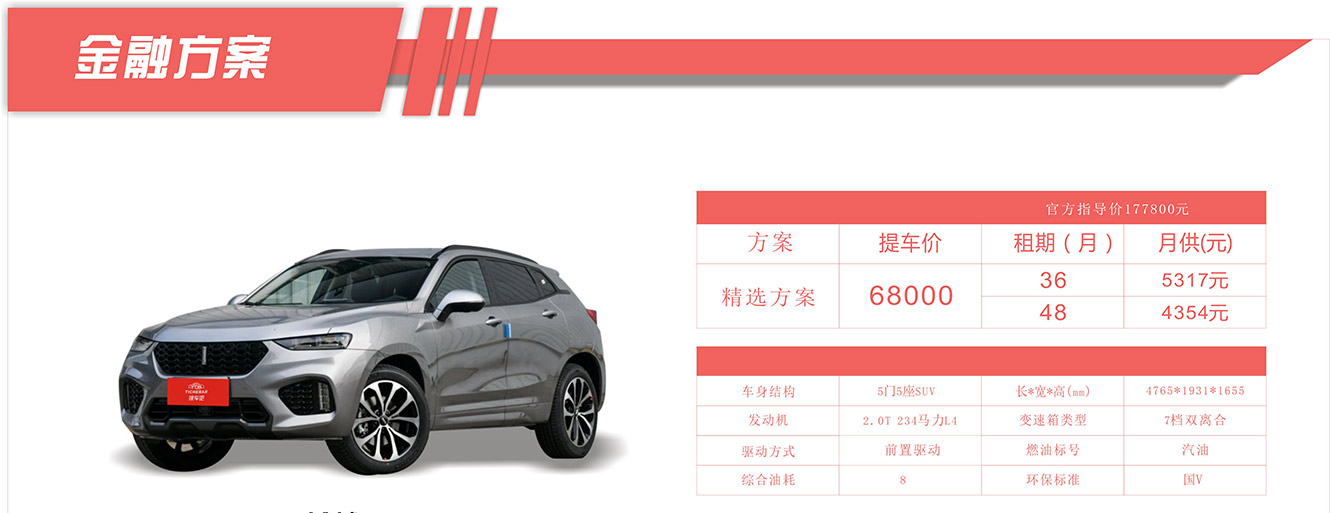 金融方案
官方指导价177800元
方案 提车价 租期（月） 月供(元)
精选方案 68000 36 5317元
48 4354元
车身结构 5门5座SUV 长*宽*高(mm) 4765*1931*1655
发动机 2.0T 234马力L4 变速箱类型 7档双离合
驱动方式 前置驱动 燃油标号 汽油
综合油耗 8 环保标准 国V
TICHEBAR
提车吧